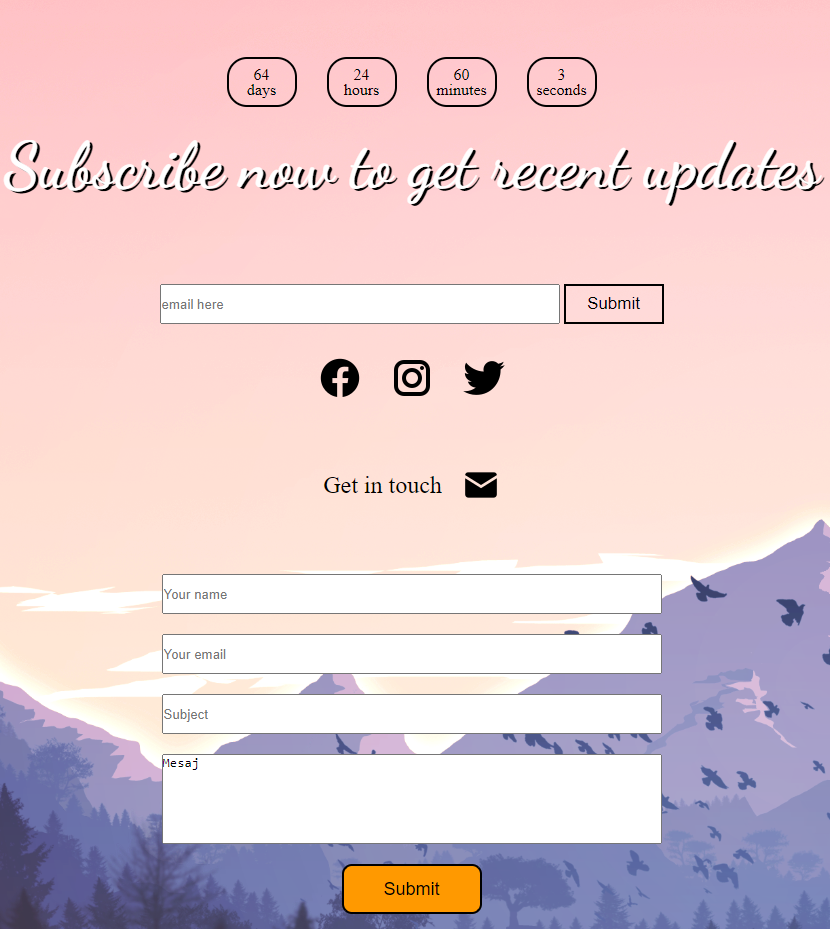 64 24 60 3
days hours minutes seconds
Subscribe now to get recent updates
email here Submit
Get in touch
Your name
Your email
Subject
Mesaj
Submit